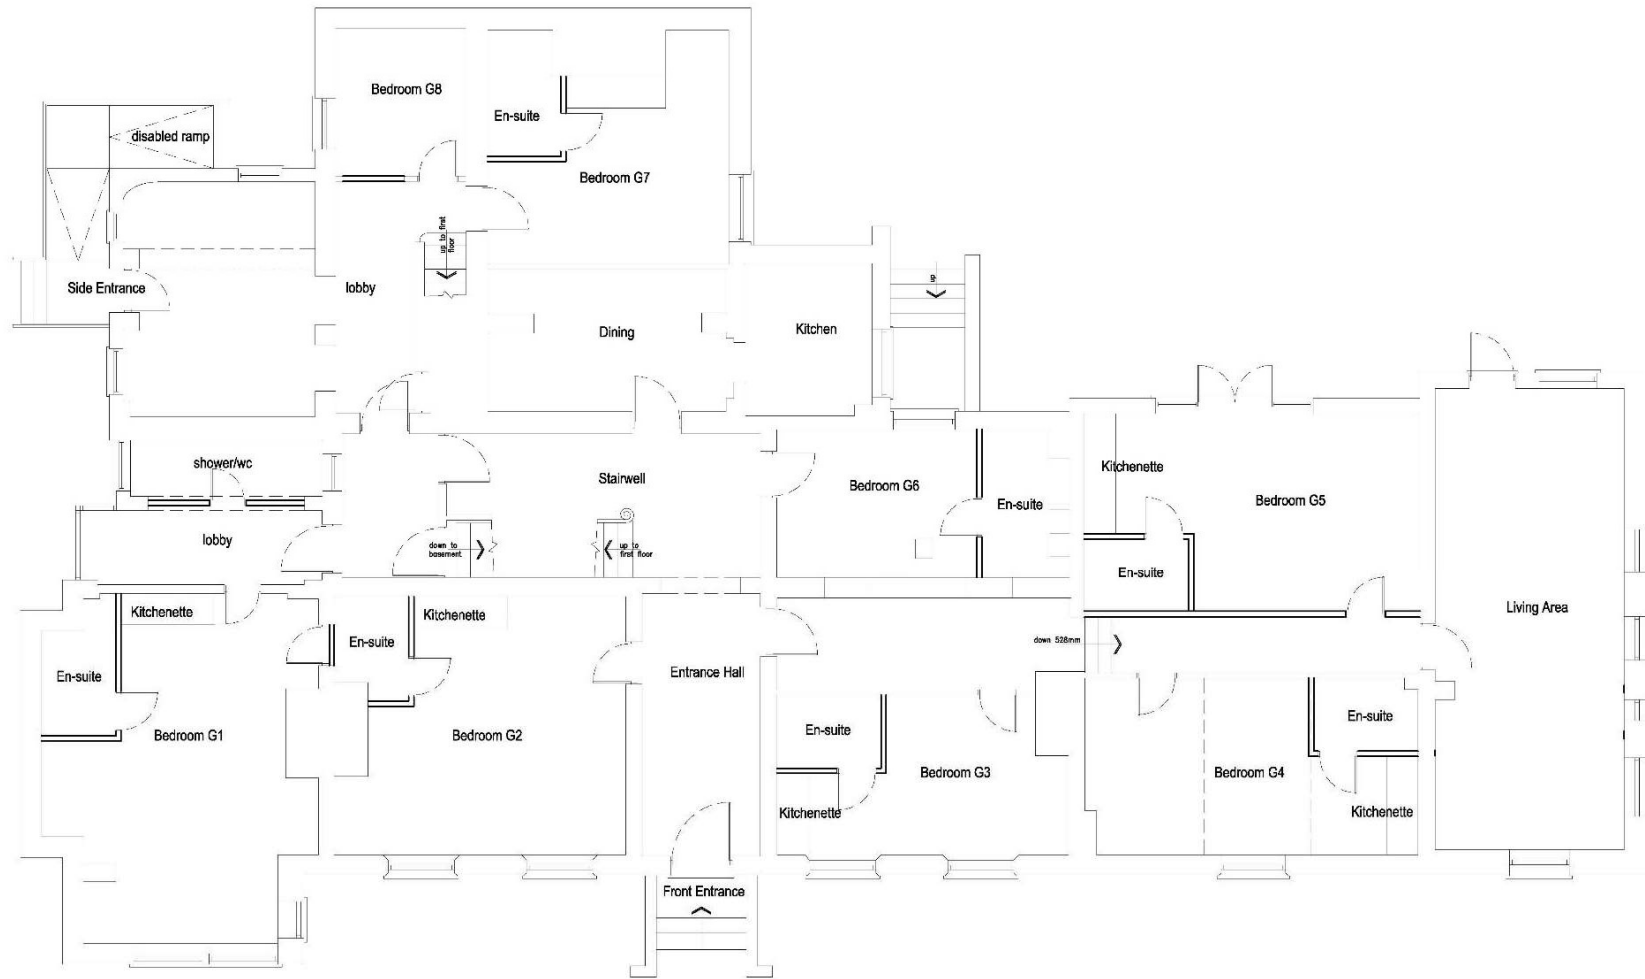 Bedroom G8
En-suite
disabled ramp
Bedroom G7
up to first
floor
Side Entrance
lobby
up
Dining
Kitchen
shower/wc
Stairwell
Bedroom G6
En-suite
Kitchenette
Bedroom G5
lobby
down to
basement
up to
first floor
En-suite
Kitchenette
En-suite
Kitchenette
Living Area
En-suite
Entrance Hall
down 528mm
Bedroom G1
Bedroom G2
En-suite
En-suite
Bedroom G3
Bedroom G4
Kitchenette
Kitchenette
Front Entrance